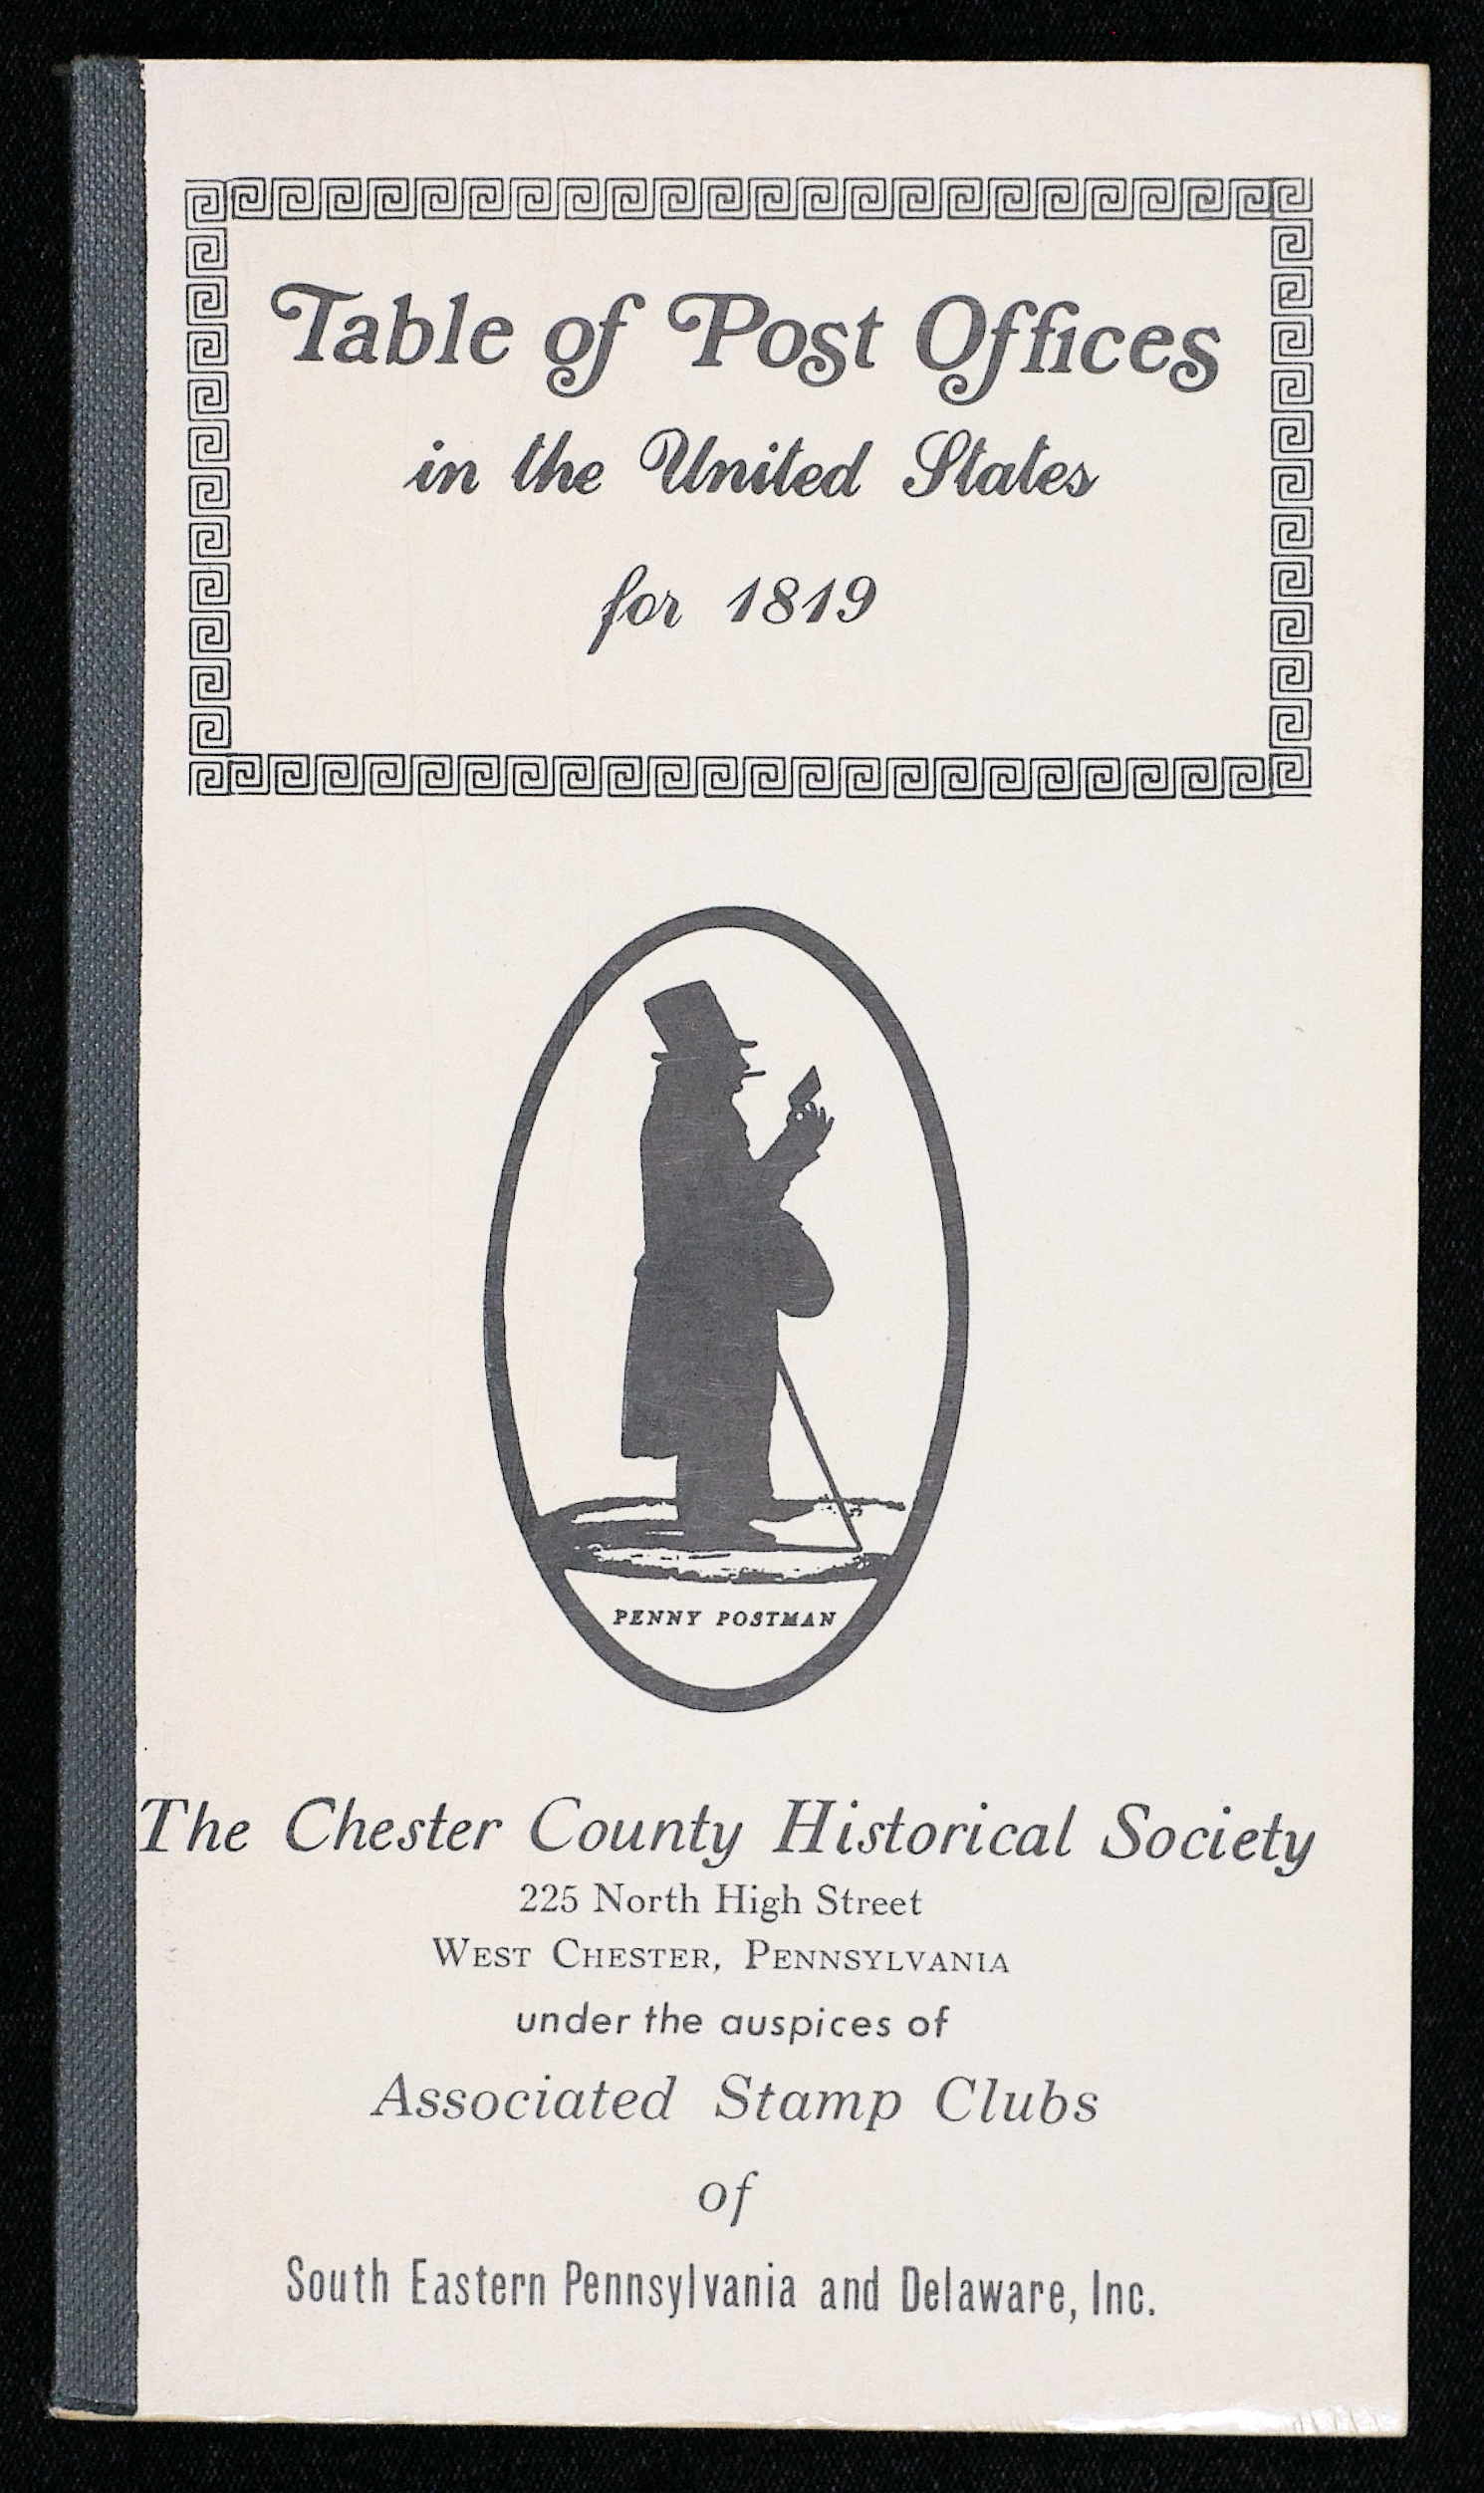 Table of Post Offices
in the United States
for 1819
PENNY POSTMAN
The Chester County Historical Society
225 North High Street
WEST CHESTER, PENNSYLVANIA
under the auspices of
Associated Stamp Clubs
of
South Eastern Pennsylvania and Delaware, Inc.